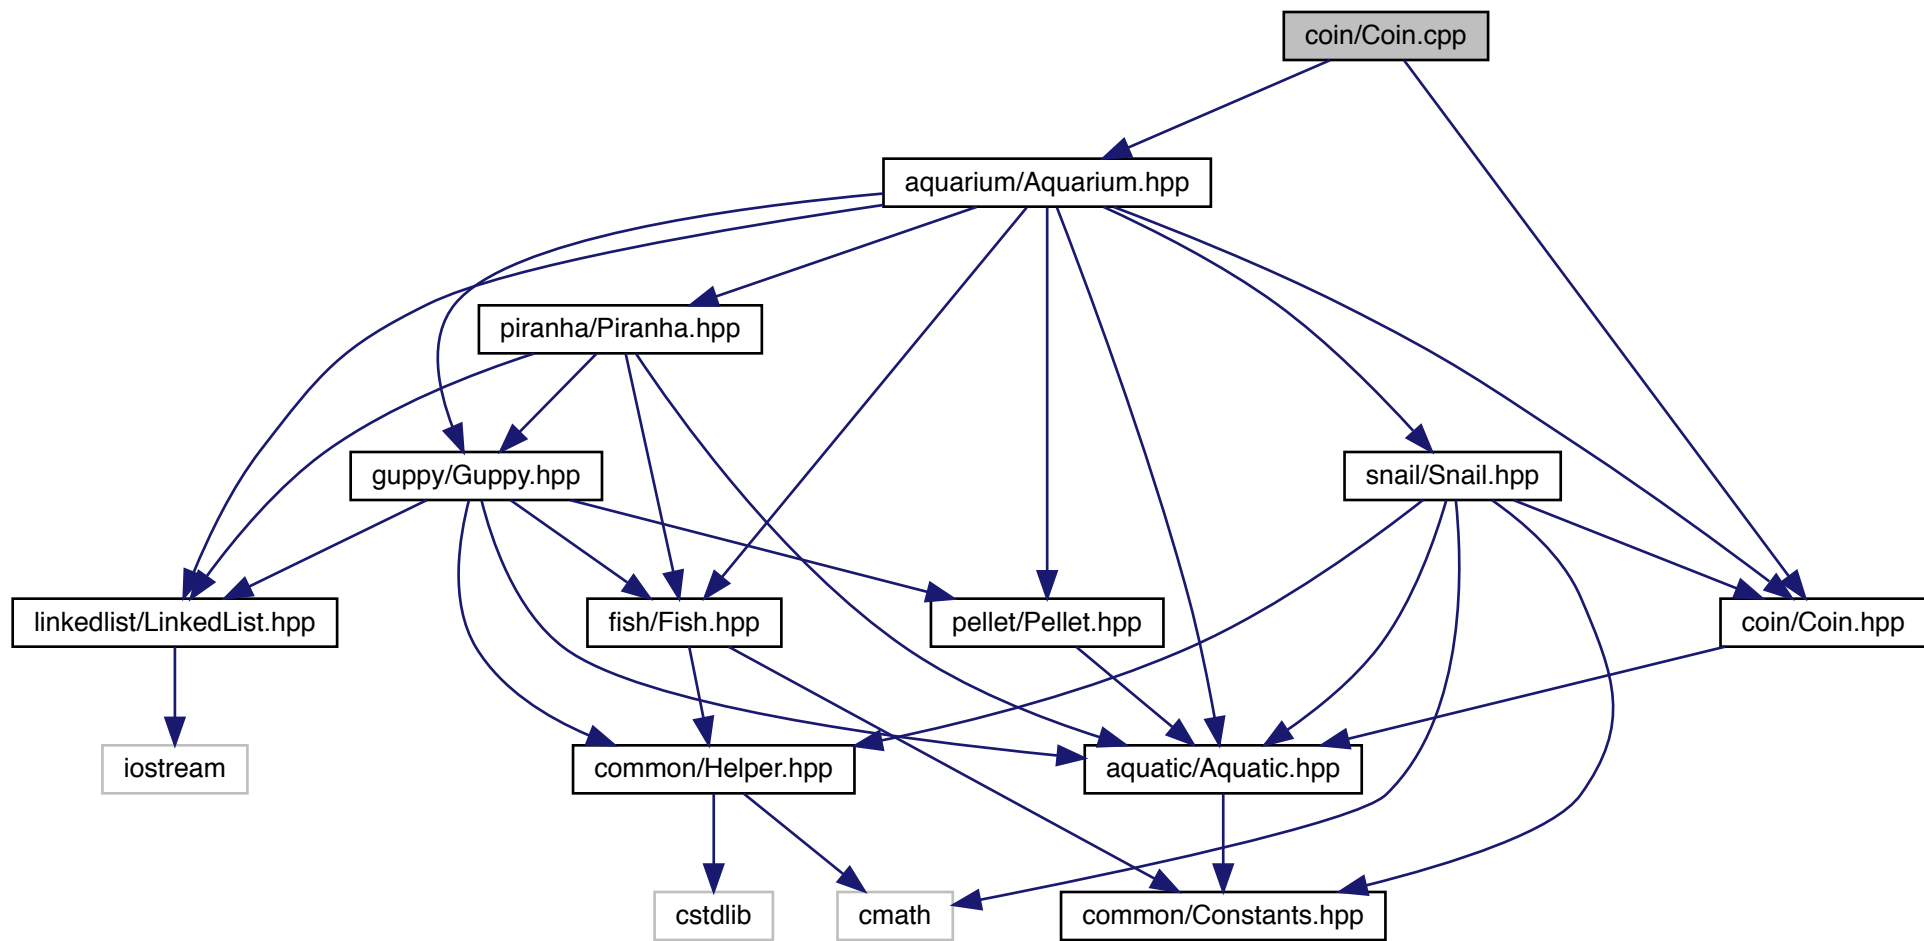 coin/Coin.cpp
aquarium/Aquarium.hpp
piranha/Piranha.hpp
guppy/Guppy.hpp
snail/Snail.hpp
linkedlist/LinkedList.hpp
fish/Fish.hpp
pellet/Pellet.hpp
coin/Coin.hpp
iostream
common/Helper.hpp
aquatic/Aquatic.hpp
cstdlib
cmath
common/Constants.hpp